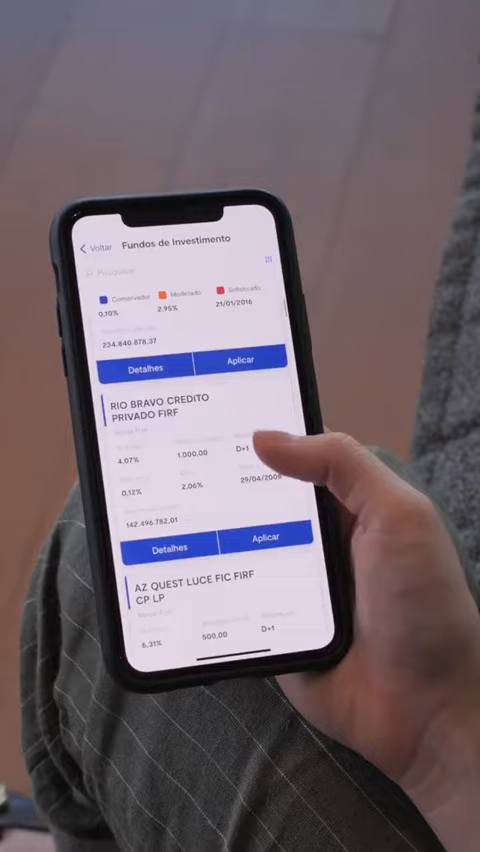 Voltar
Fundos de Investimento
Pesquisar
Conservador
Moderado
Sofisticado
0,10%
2,95%
21/01/2016
234.840.878,37
Detalhes
Aplicar
RIO BRAVO CREDITO
PRIVADO FIRF
4,07%
1.000,00
D+1
0,12%
2,06%
29/04/2008
142.496.782,01
Detalhes
Aplicar
AZ QUEST LUCE FIC FIRF
CP LP
6,31%
500,00
D+1